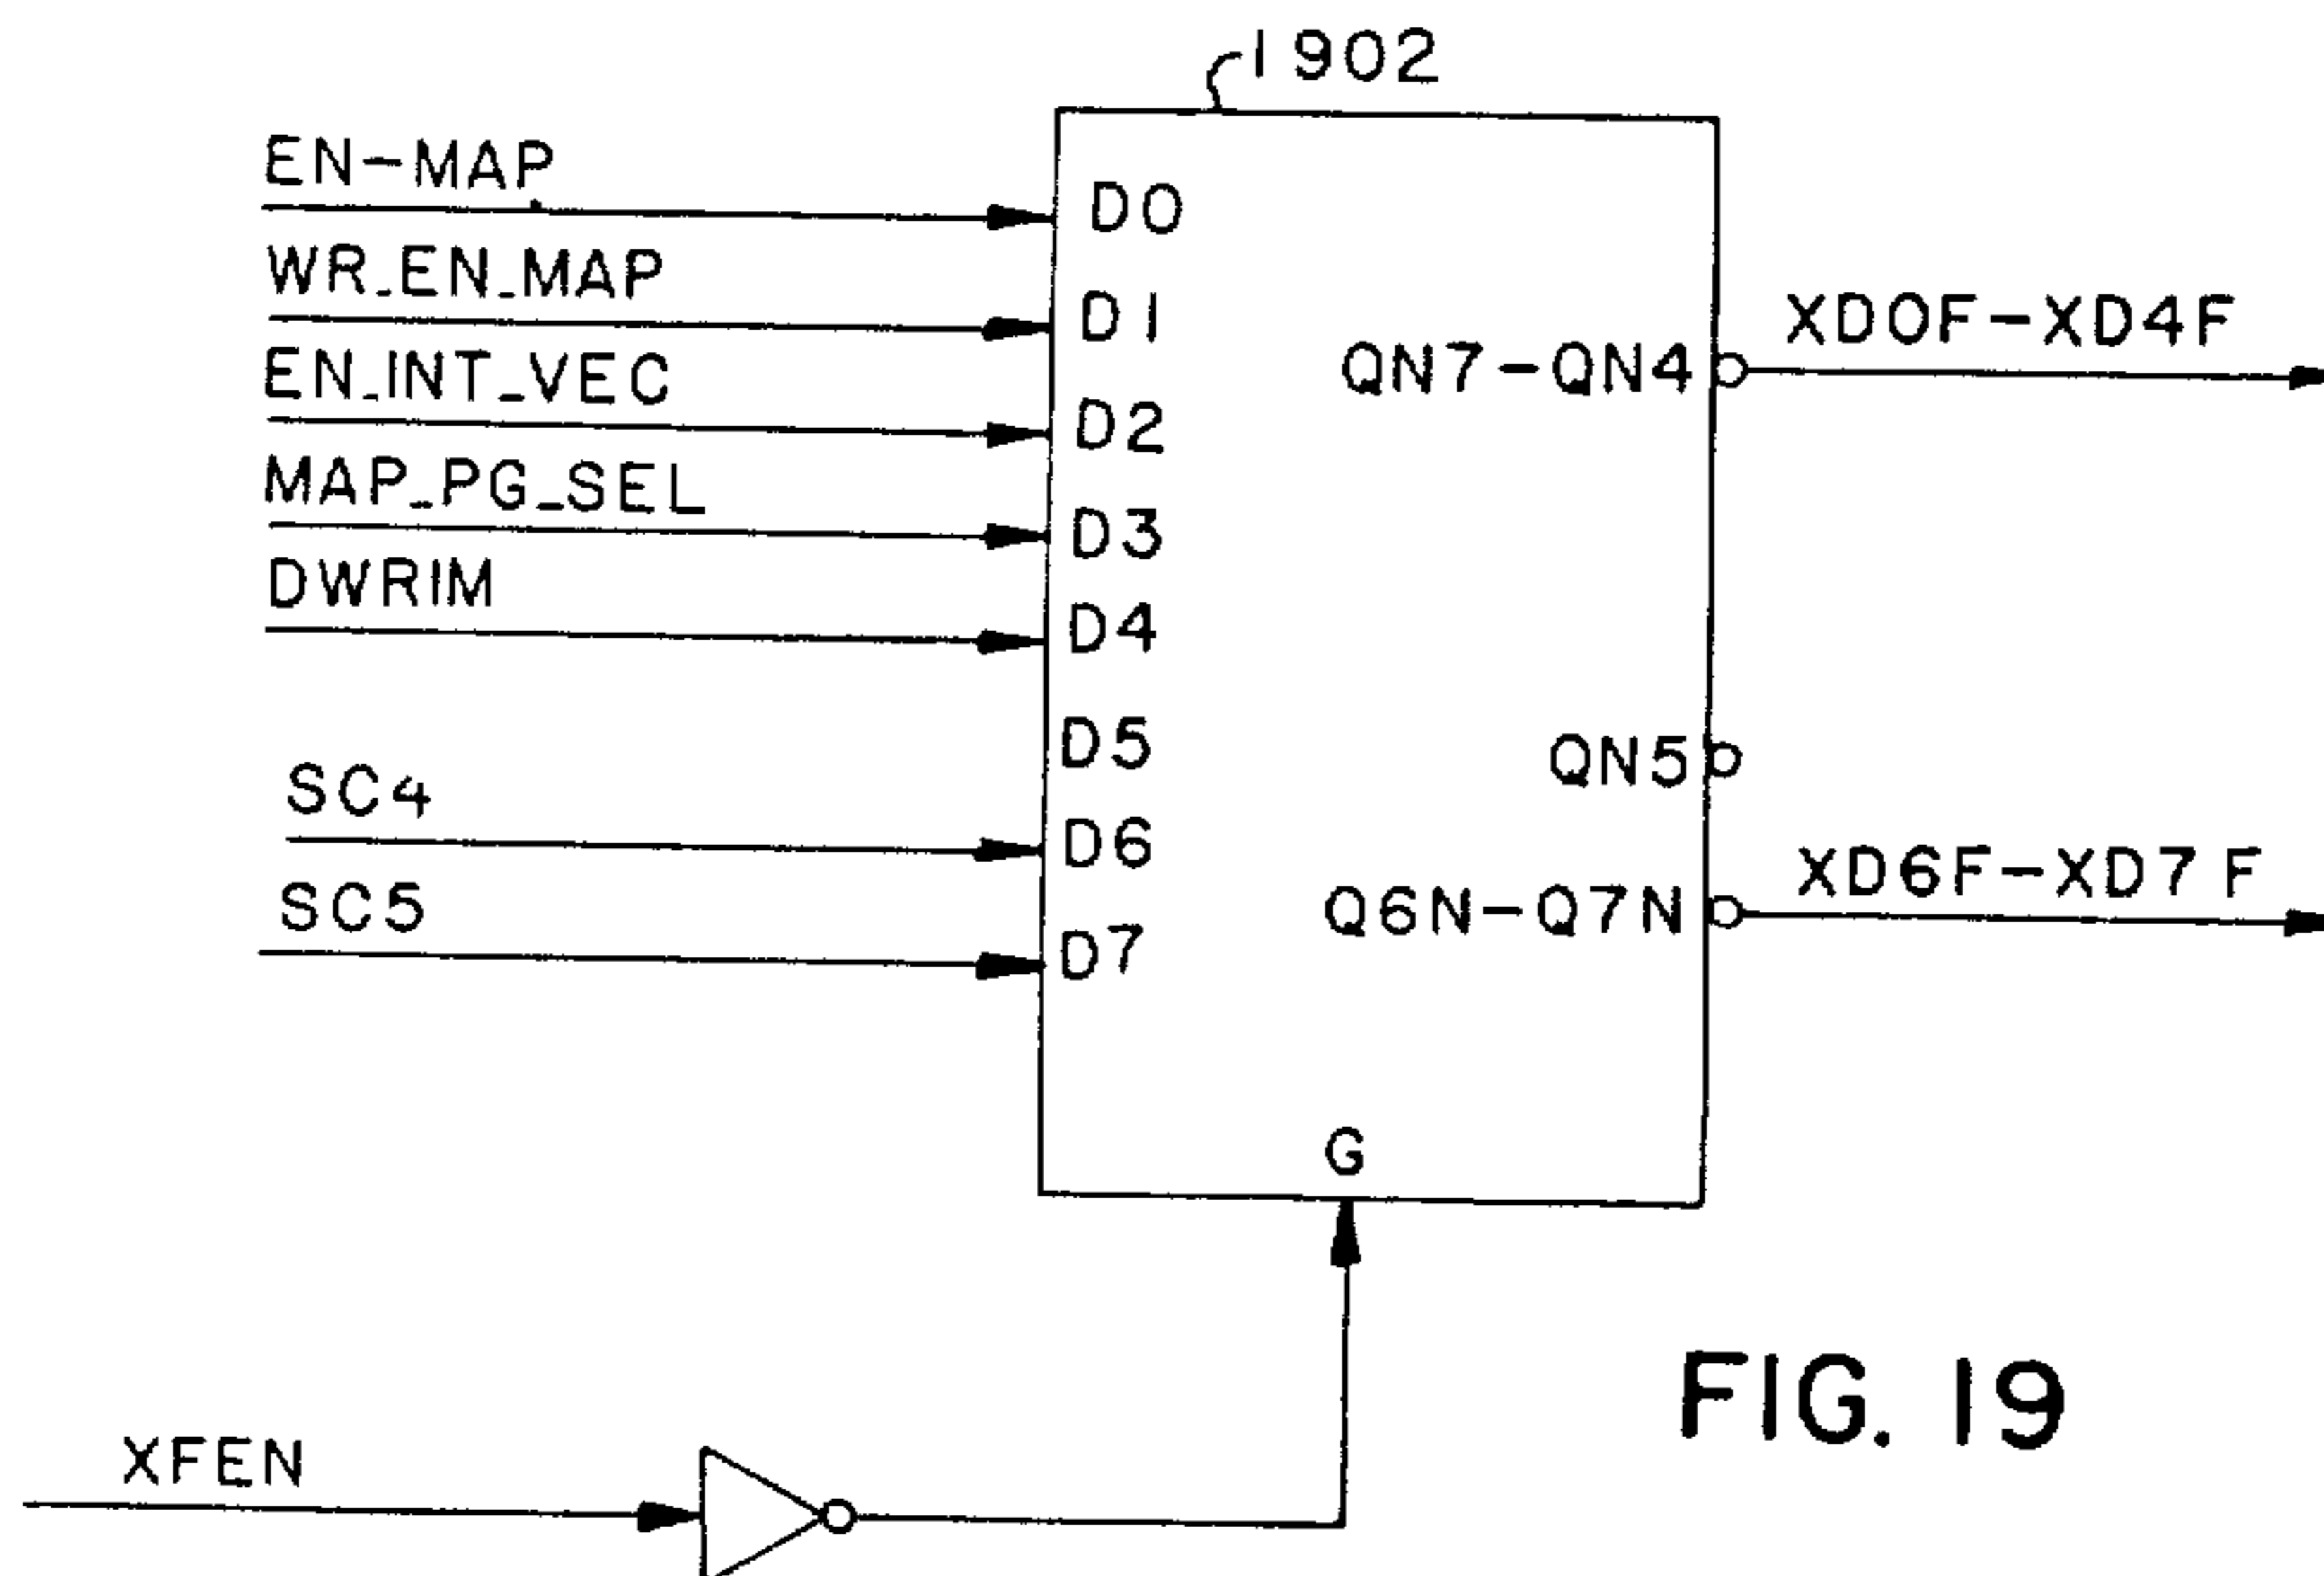 1902
EN-MAP
D0
WR_EN_MAP
D1
XD0F-XD4F
QN7-QN4
EN_INT_VEC
D2
MAP_PG_SEL
D3
DWRIM
D4
D5
QN5
SC4
D6
XD6F-XD7F
SC5
Q6N-Q7N
D7
G
FIG. 19
XFEN